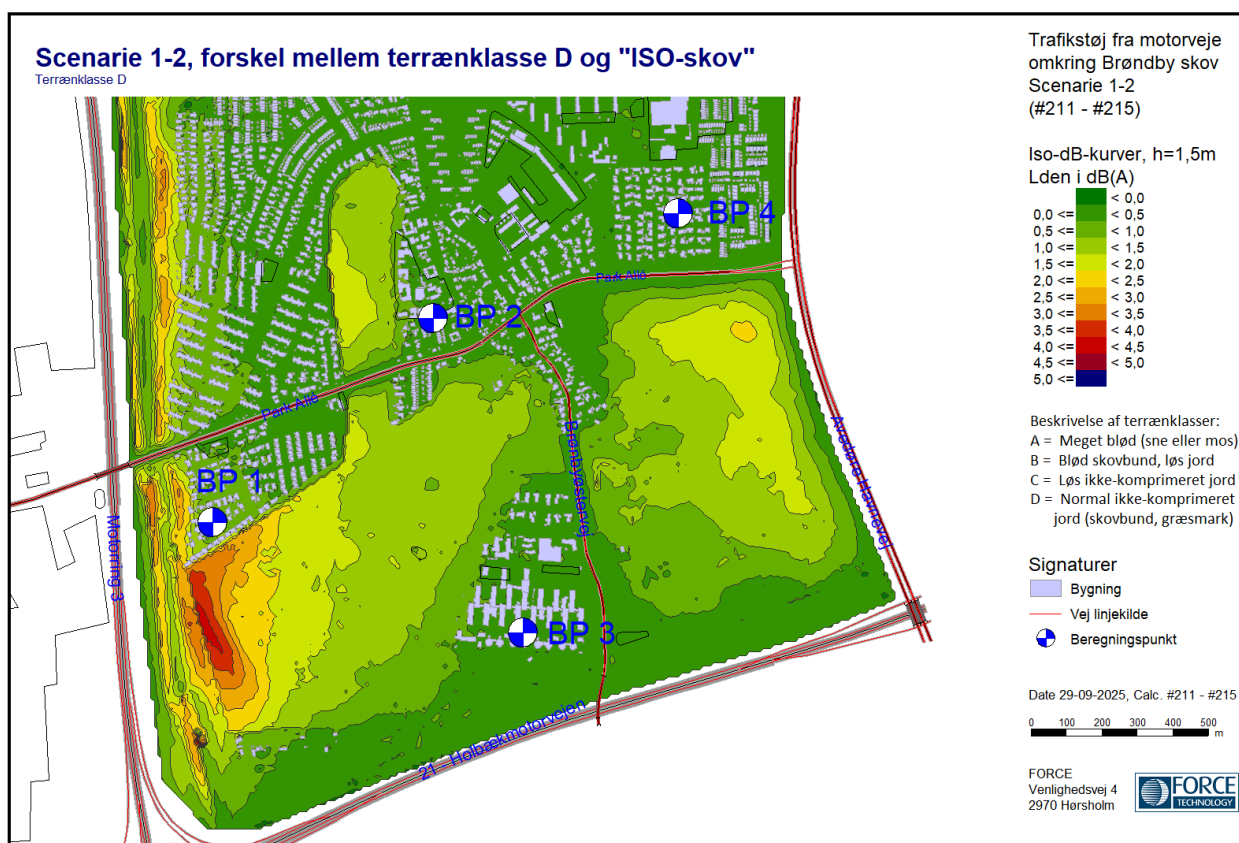 Scenarie 1-2, forskel mellem terrænklasse D og "ISO-skov"
Terrænklasse D
BP 4
Park Allé
BP 2
Park Allé
BP 1
Brønbyøstervej
Avedøre Havnevej
Motorring 3
BP 3
21 - Holbækmotorvejen
Trafikstøj fra motorveje
omkring Brøndby skov
Scenarie 1-2
(#211 - #215)
Iso-dB-kurver, h=1,5m
Lden i dB(A)
< 0,0
0,0 <= < 0,5
0,5 <= < 1,0
1,0 <= < 1,5
1,5 <= < 2,0
2,0 <= < 2,5
2,5 <= < 3,0
3,0 <= < 3,5
3,5 <= < 4,0
4,0 <= < 4,5
4,5 <= < 5,0
5,0 <=
Beskrivelse af terrænklasser:
A = Meget blød (sne eller mos)
B = Blød skovbund, løs jord
C = Løs ikke-komprimeret jord
D = Normal ikke-komprimeret
jord (skovbund, græsmark)
Signaturer
Bygning
Vej linjekilde
Beregningspunkt
Date 29-09-2025, Calc. #211 - #215
0 100 200 300 400 500
m
FORCE
Venlighedsvej 4
2970 Hørsholm
FORCE
TECHNOLOGY